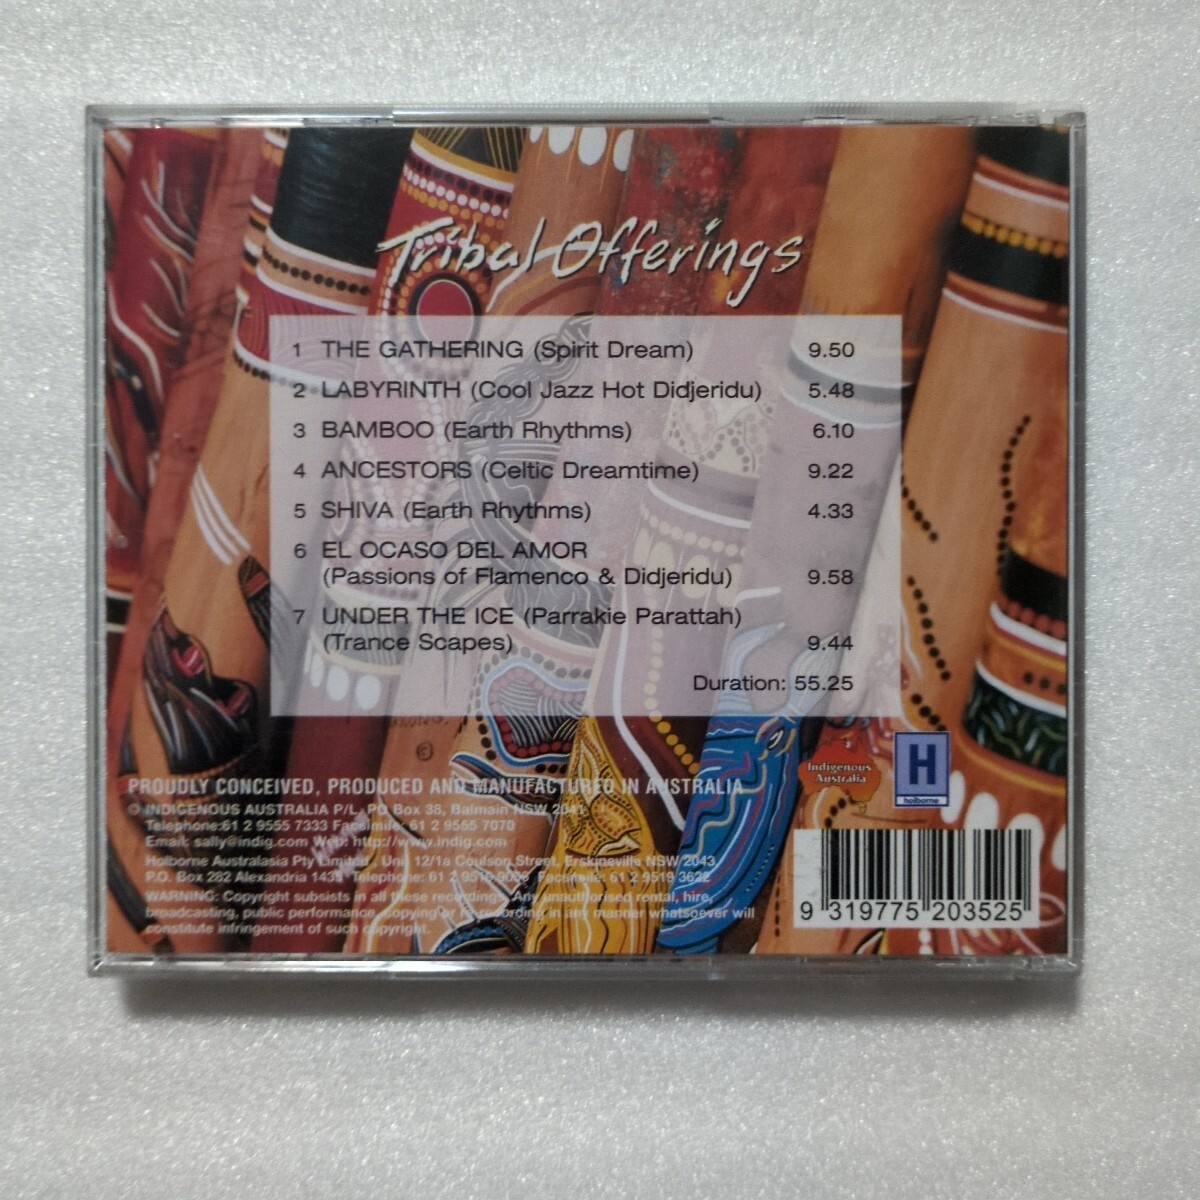 Tribal Offerings
1 THE GATHERING (Spirit Dream) 9.50
2 LABYRINTH (Cool Jazz Hot Didjeridu) 5.48
3 BAMBOO (Earth Rhythms) 6.10
4 ANCESTORS (Celtic Dreamtime) 9.22
5 SHIVA (Earth Rhythms) 4.33
6 EL OCASO DEL AMOR
(Passions of Flamenco & Didjeridu) 9.58
7 UNDER THE ICE (Parrakie Parattah)
(Trance Scapes) 9.44
Duration: 55.25
Indigenous
Australia
H
holborne
PROUDLY CONCEIVED, PRODUCED AND MANUFACTURED IN AUSTRALIA
© INDIGENOUS AUSTRALIA P/L, PO Box 38, Balmain NSW 2041
Telephone:61 2 9555 7333 Facsimile: 61 2 9555 7070
Email: sally@indig.com Web: http://www.indig.com
Holborne Australasia Pty Limited., Unit 12/1a Coulson Street, Erskineville NSW 2043
P.O. Box 282 Alexandria 1435 Telephone: 61 2 9519 Facsimile: 61 2 9519 3622
WARNING: Copyright subsists in all these recordings. Any unauthorised rental, hire,
broadcasting, public performance, copying or re-recording in any manner whatsoever will
constitute infringement of such copyright.
9 319775 203525